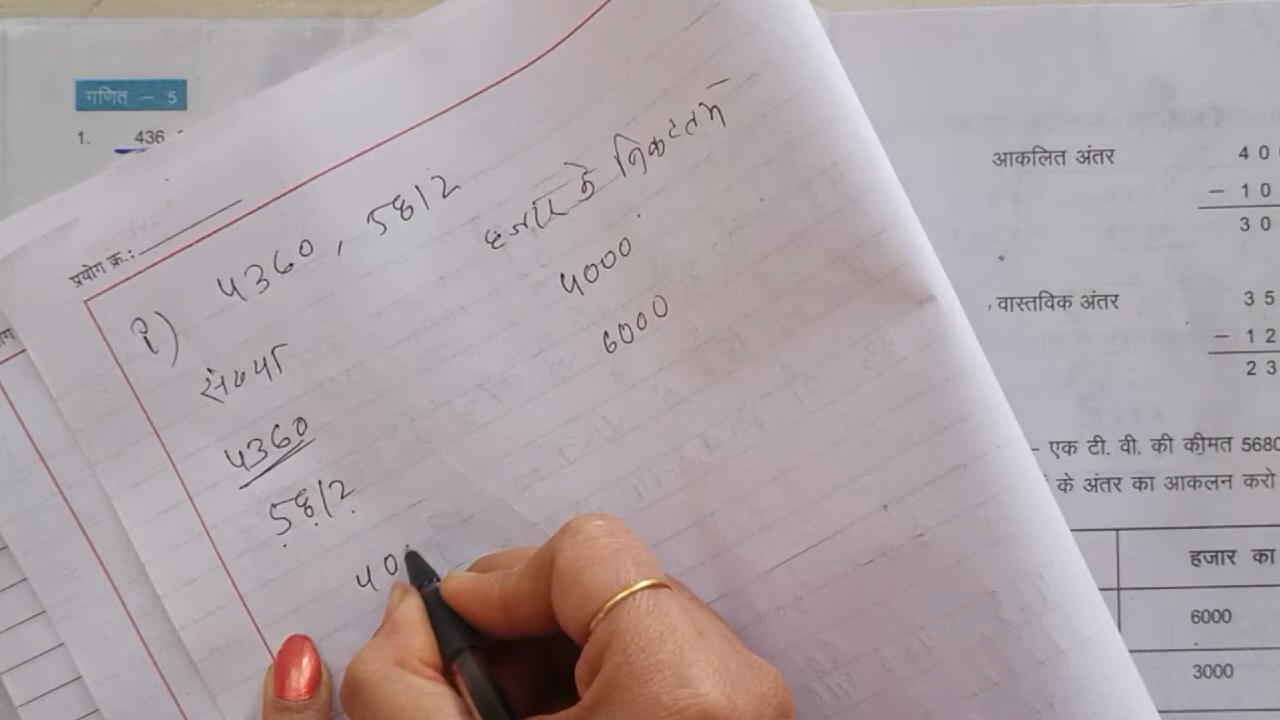 गणित – 5
1. 436
प्रयोग क्र.:
1) 4360, 5812
संख्या हजार के निकटतम
4360 4000
5812 6000
40
आकलित अंतर 40
– 10
30
वास्तविक अंतर 35
– 12
23
– एक टी. वी. की कीमत 5680
के अंतर का आकलन करो
हजार का
6000
3000